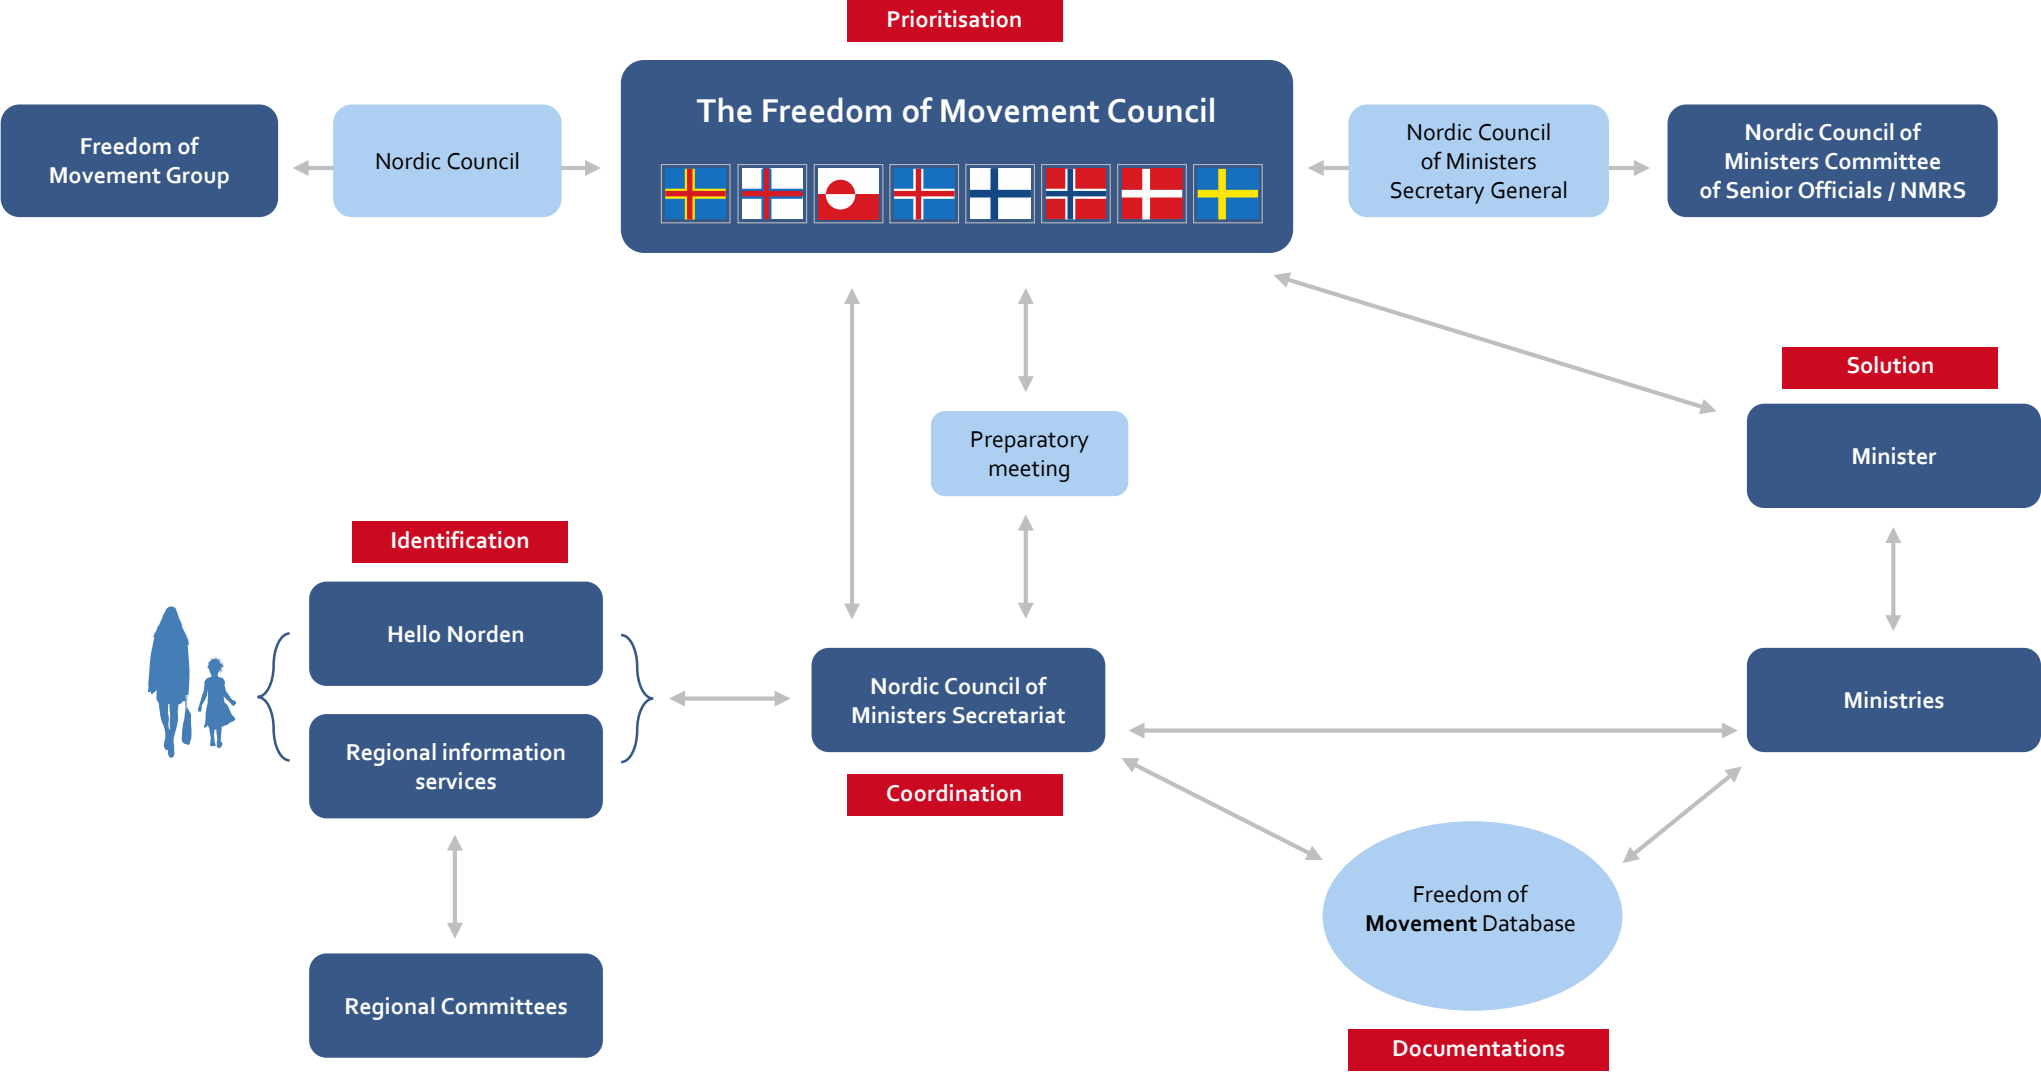 Prioritisation
The Freedom of Movement Council
Freedom of
Movement Group
Nordic Council
Nordic Council
of Ministers
Secretary General
Nordic Council of
Ministers Committee
of Senior Officials / NMRS
Solution
Minister
Preparatory
meeting
Identification
Hello Norden
Regional information
services
Nordic Council of
Ministers Secretariat
Coordination
Ministries
Freedom of
Movement Database
Regional Committees
Documentations